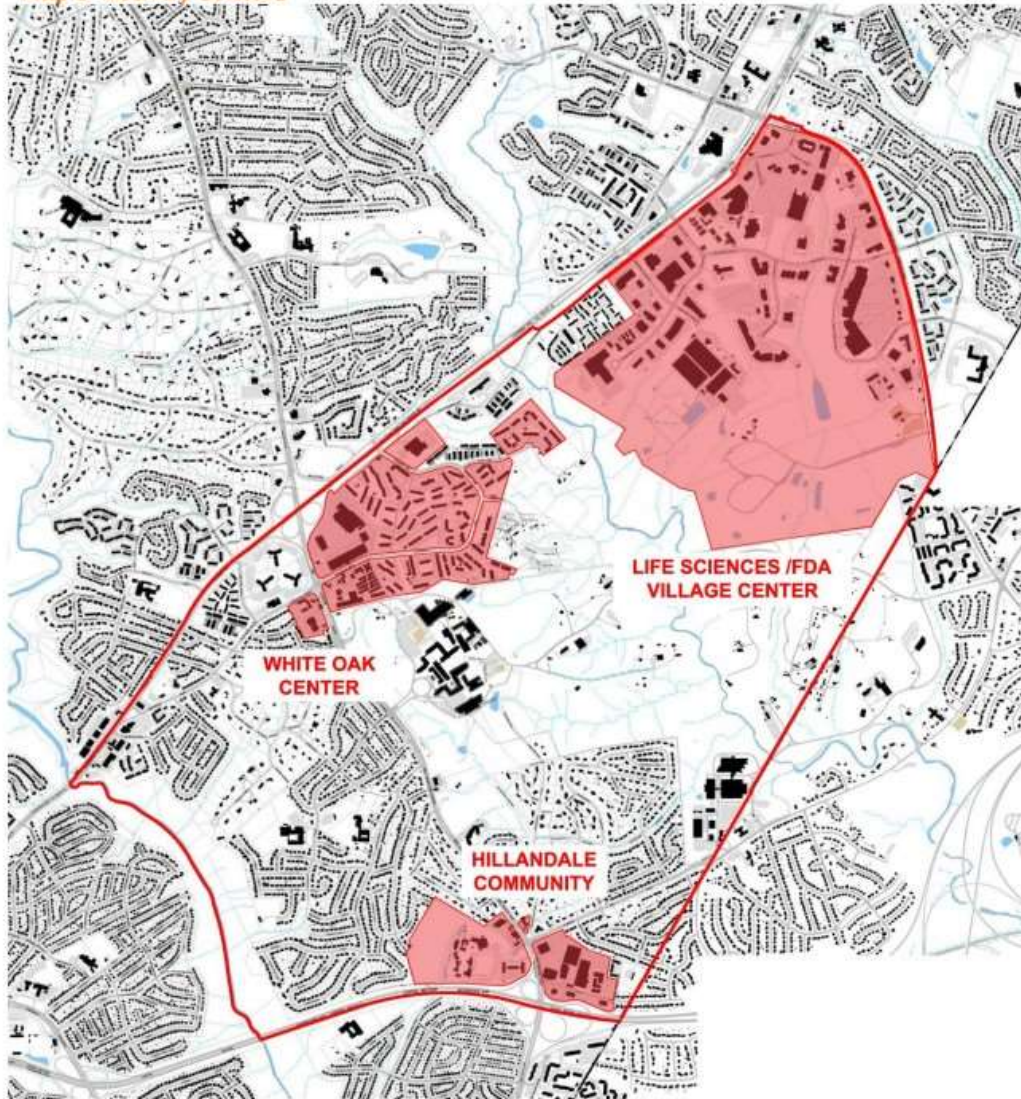 LIFE SCIENCES /FDA
VILLAGE CENTER
WHITE OAK
CENTER
HILLANDALE
COMMUNITY